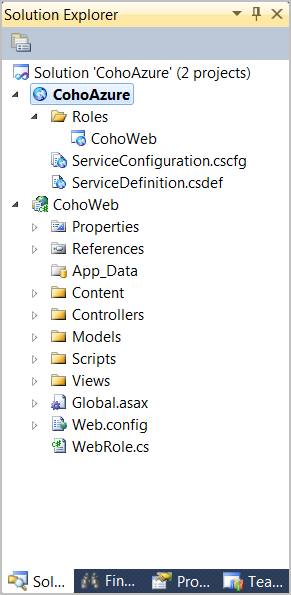 Solution Explorer
Solution 'CohoAzure' (2 projects)
CohoAzure
Roles
CohoWeb
ServiceConfiguration.cscfg
ServiceDefinition.csdef
CohoWeb
Properties
References
App_Data
Content
Controllers
Models
Scripts
Views
Global.asax
Web.config
WebRole.cs
Sol... Fin... Pro... Tea...